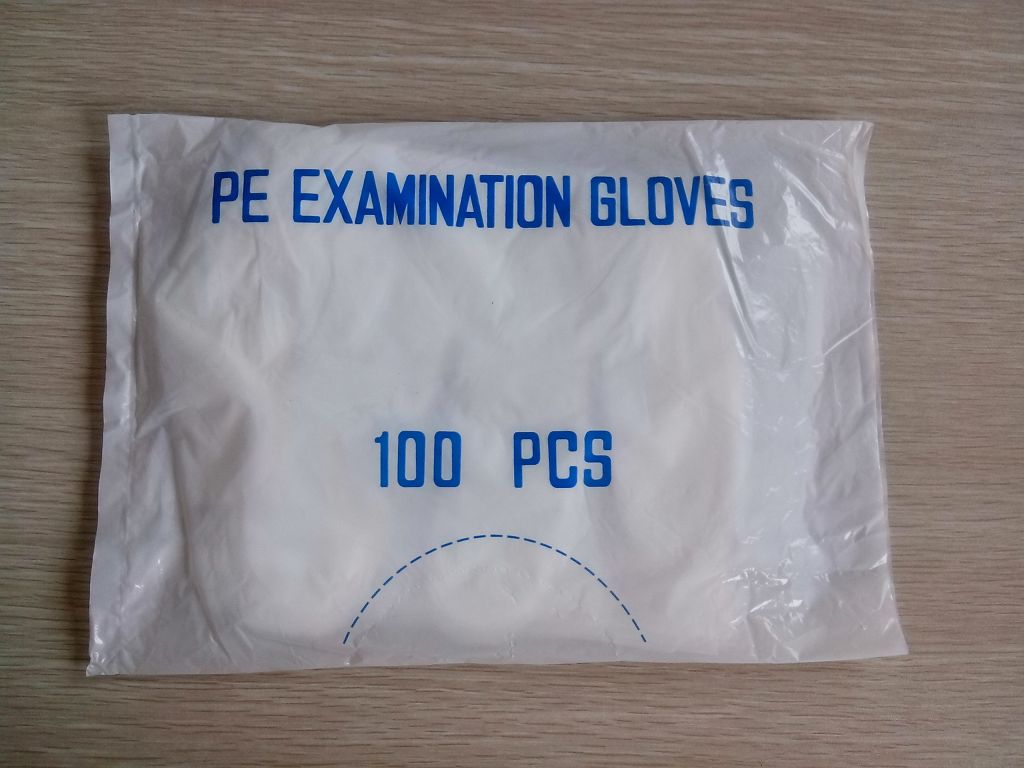 PE EXAMINATION GLOVES
100 PCS